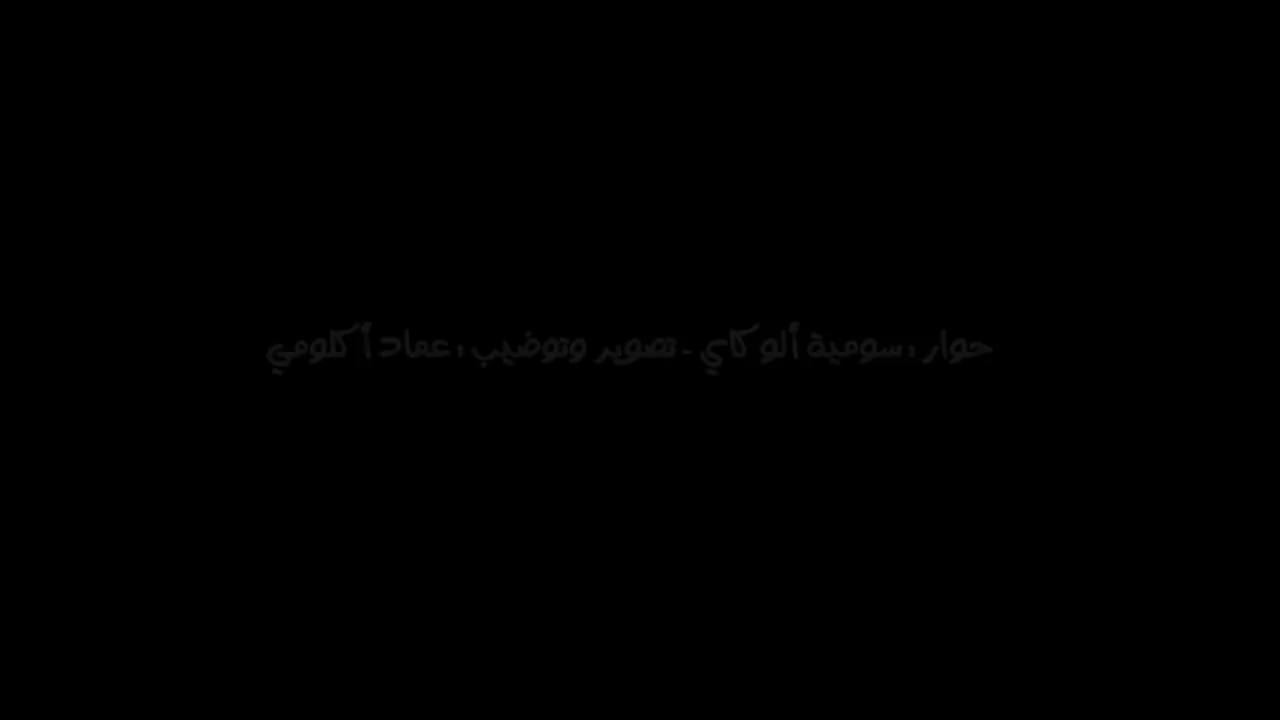 حوار : سومية ألوكاي - تصوير وتوضيب : عماد أكلومي